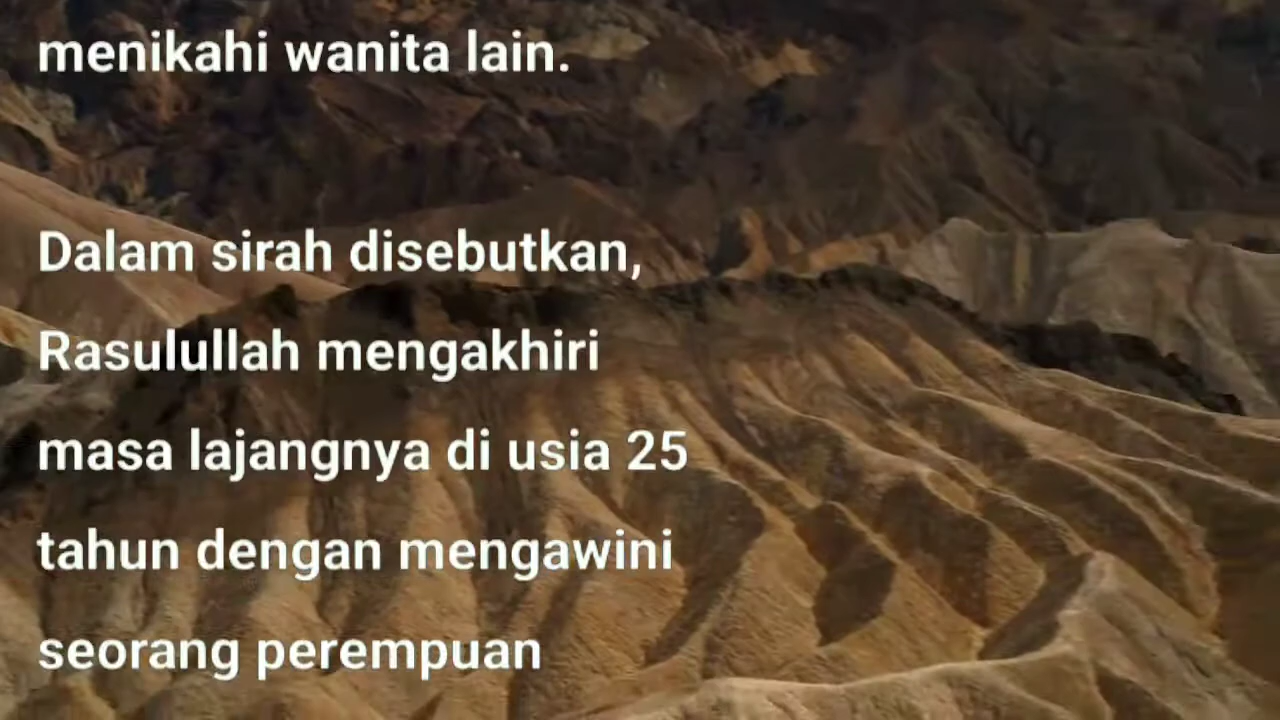 menikahi wanita lain.
Dalam sirah disebutkan,
Rasulullah mengakhiri
masa lajangnya di usia 25
tahun dengan mengawini
seorang perempuan